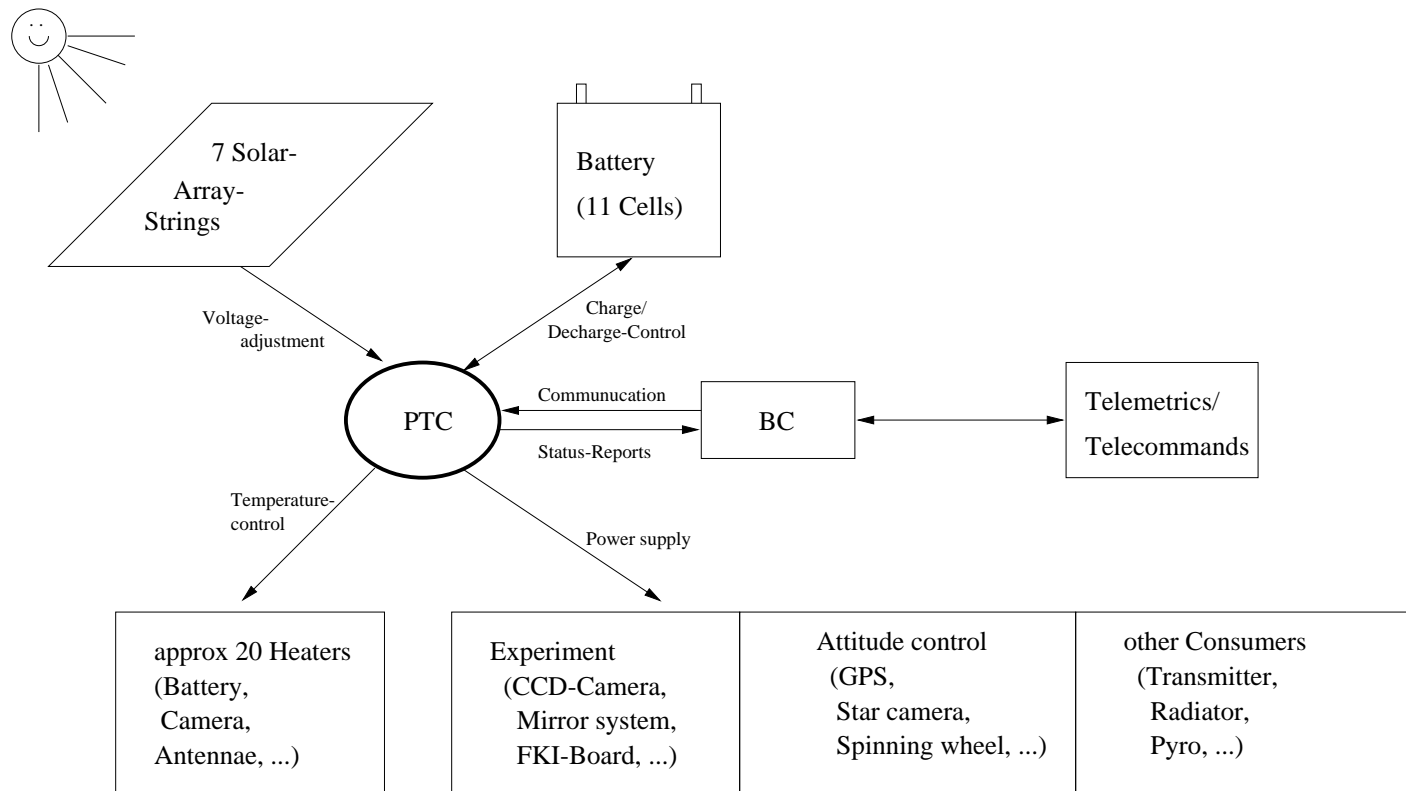 7 Solar-
Array-
Strings
Battery
(11 Cells)
Voltage-
adjustment
Charge/
Decharge-Control
PTC
Communucation
Status-Reports
BC
Telemetrics/
Telecommands
Temperature-
control
Power supply
approx 20 Heaters
(Battery,
Camera,
Antennae, ...)
Experiment
(CCD-Camera,
Mirror system,
FKI-Board, ...)
Attitude control
(GPS,
Star camera,
Spinning wheel, ...)
other Consumers
(Transmitter,
Radiator,
Pyro, ...)